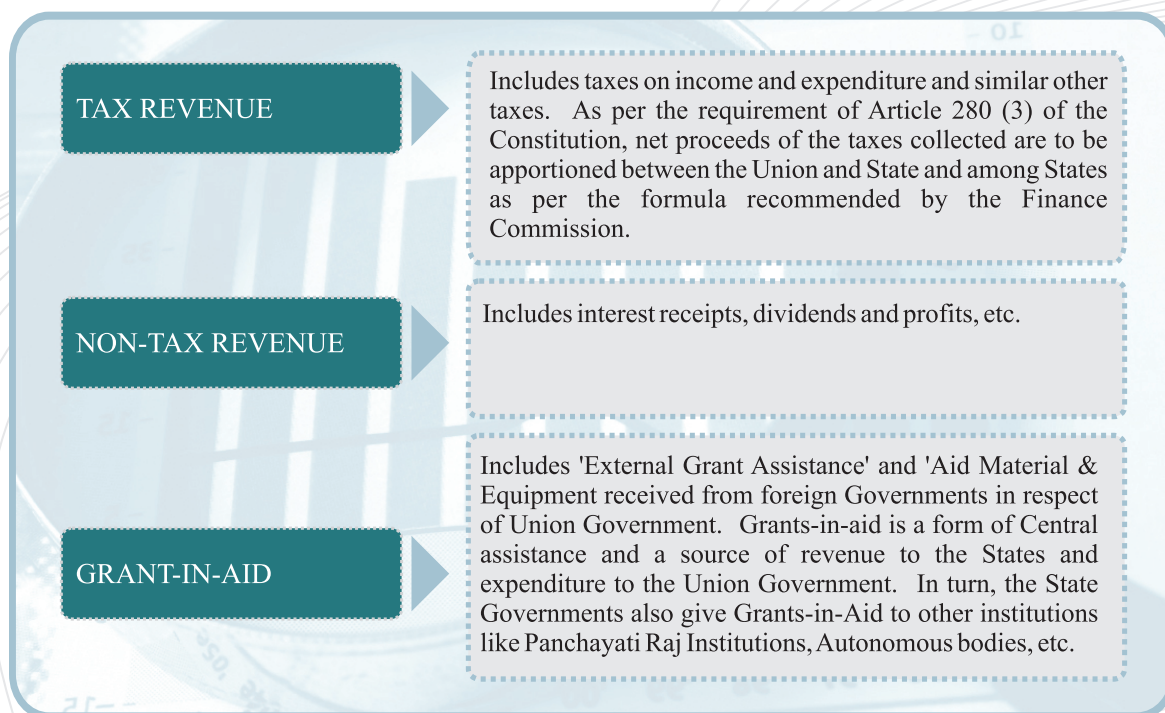 TAX REVENUE
Includes taxes on income and expenditure and similar other
taxes. As per the requirement of Article 280 (3) of the
Constitution, net proceeds of the taxes collected are to be
apportioned between the Union and State and among States
as per the formula recommended by the Finance
Commission.
NON-TAX REVENUE
Includes interest receipts, dividends and profits, etc.
GRANT-IN-AID
Includes 'External Grant Assistance' and 'Aid Material &
Equipment received from foreign Governments in respect
of Union Government. Grants-in-aid is a form of Central
assistance and a source of revenue to the States and
expenditure to the Union Government. In turn, the State
Governments also give Grants-in-Aid to other institutions
like Panchayati Raj Institutions, Autonomous bodies, etc.